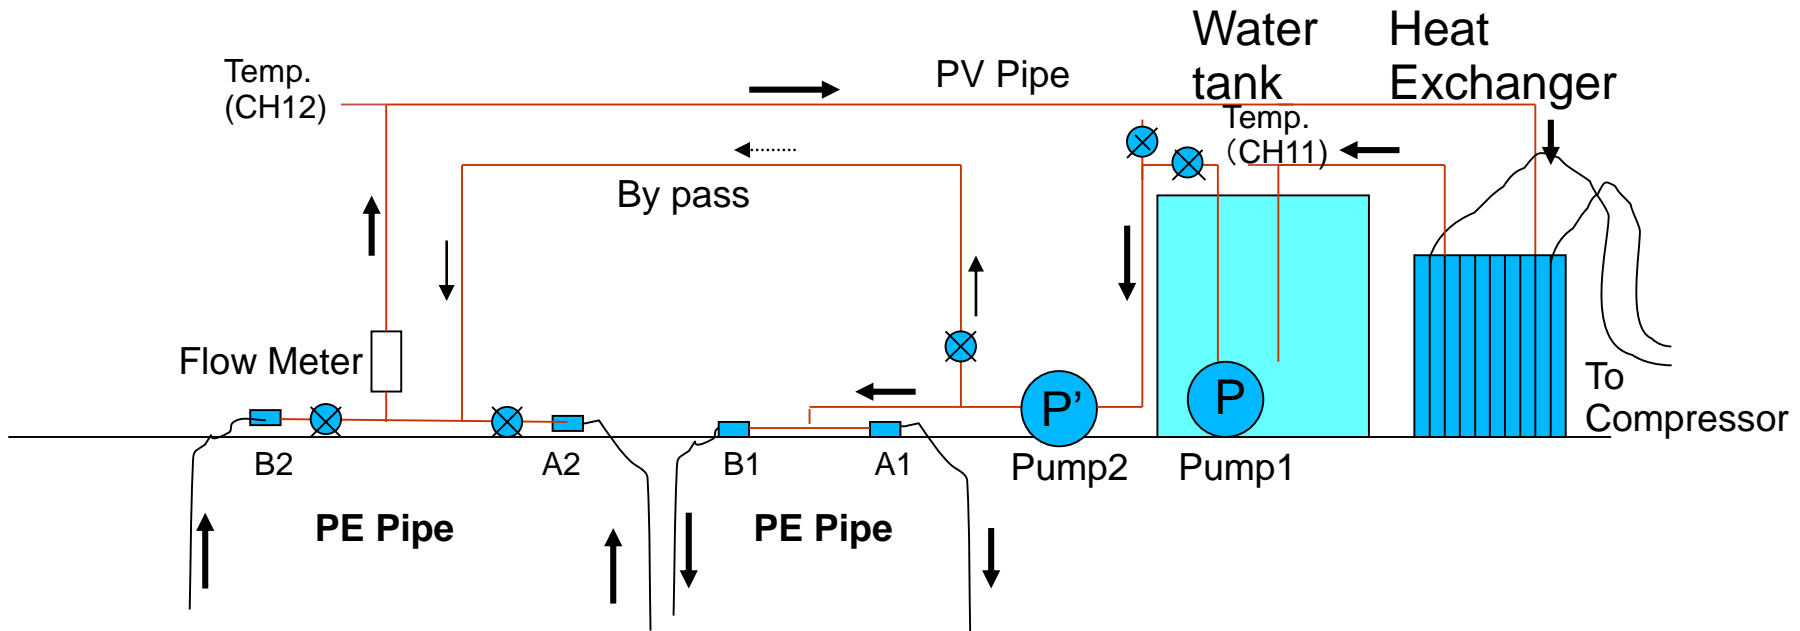 Water
tank
Heat
Exchanger
Temp.
(CH12)
PV Pipe
Temp.
（CH11)
By pass
Flow Meter
P’
P
To
Compressor
B2
A2
B1
A1
Pump2
Pump1
PE Pipe
PE Pipe